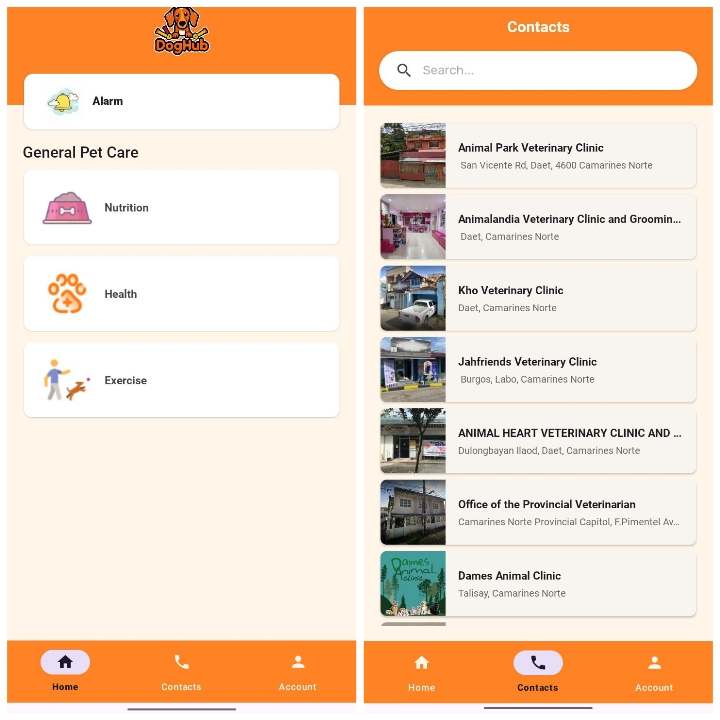 DogHub
Alarm
General Pet Care
Nutrition
Health
Exercise
Home
Contacts
Account
Contacts
Search...
Animal Park Veterinary Clinic
San Vicente Rd, Daet, 4600 Camarines Norte
Animalandia Veterinary Clinic and Groomin...
Daet, Camarines Norte
Kho Veterinary Clinic
Daet, Camarines Norte
Jahfriends Veterinary Clinic
Burgos, Labo, Camarines Norte
ANIMAL HEART VETERINARY CLINIC AND ...
Dulongbayan Ilaod, Daet, Camarines Norte
Office of the Provincial Veterinarian
Camarines Norte Provincial Capitol, F.Pimentel Av...
Dames
Animal
Clinic
Dames Animal Clinic
Talisay, Camarines Norte
Home
Contacts
Account